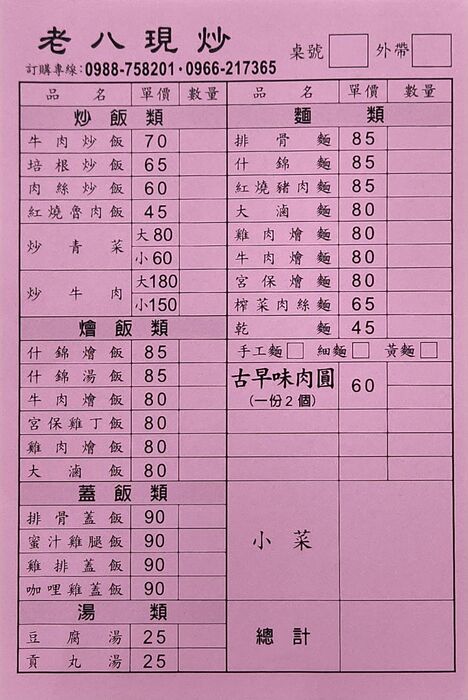 老八現炒
桌號 外帶
訂購專線：0988-758201・0966-217365
品名 單價 數量
炒飯類
牛肉炒飯 70
培根炒飯 65
肉絲炒飯 60
紅燒魯肉飯 45
炒青菜 大80
小60
炒牛肉 大180
小150
燴飯類
什錦燴飯 85
什錦湯飯 85
牛肉燴飯 80
宮保雞丁飯 80
雞肉燴飯 80
大滷飯 80
蓋飯類
排骨蓋飯 90
蜜汁雞腿飯 90
雞排蓋飯 90
咖哩雞蓋飯 90
湯類
豆腐湯 25
貢丸湯 25
品名 單價 數量
麵類
排骨麵 85
什錦麵 85
紅燒豬肉麵 85
大滷麵 80
雞肉燴麵 80
牛肉燴麵 80
宮保燴麵 80
榨菜肉絲麵 65
乾麵 45
手工麵 細麵 黃麵
古早味肉圓 60
(一份2個)
小菜
總計